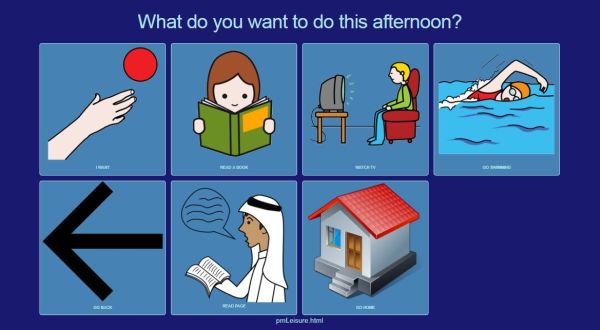 What do you want to do this afternoon?
I WANT
READ A BOOK
WATCH TV
GO SWIMMING
GO BACK
READ PAGE
GO HOME
pmLeisure.html